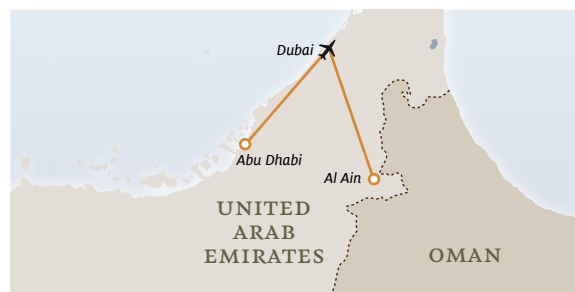 Dubai
Abu Dhabi
Al Ain
UNITED
ARAB
EMIRATES
OMAN